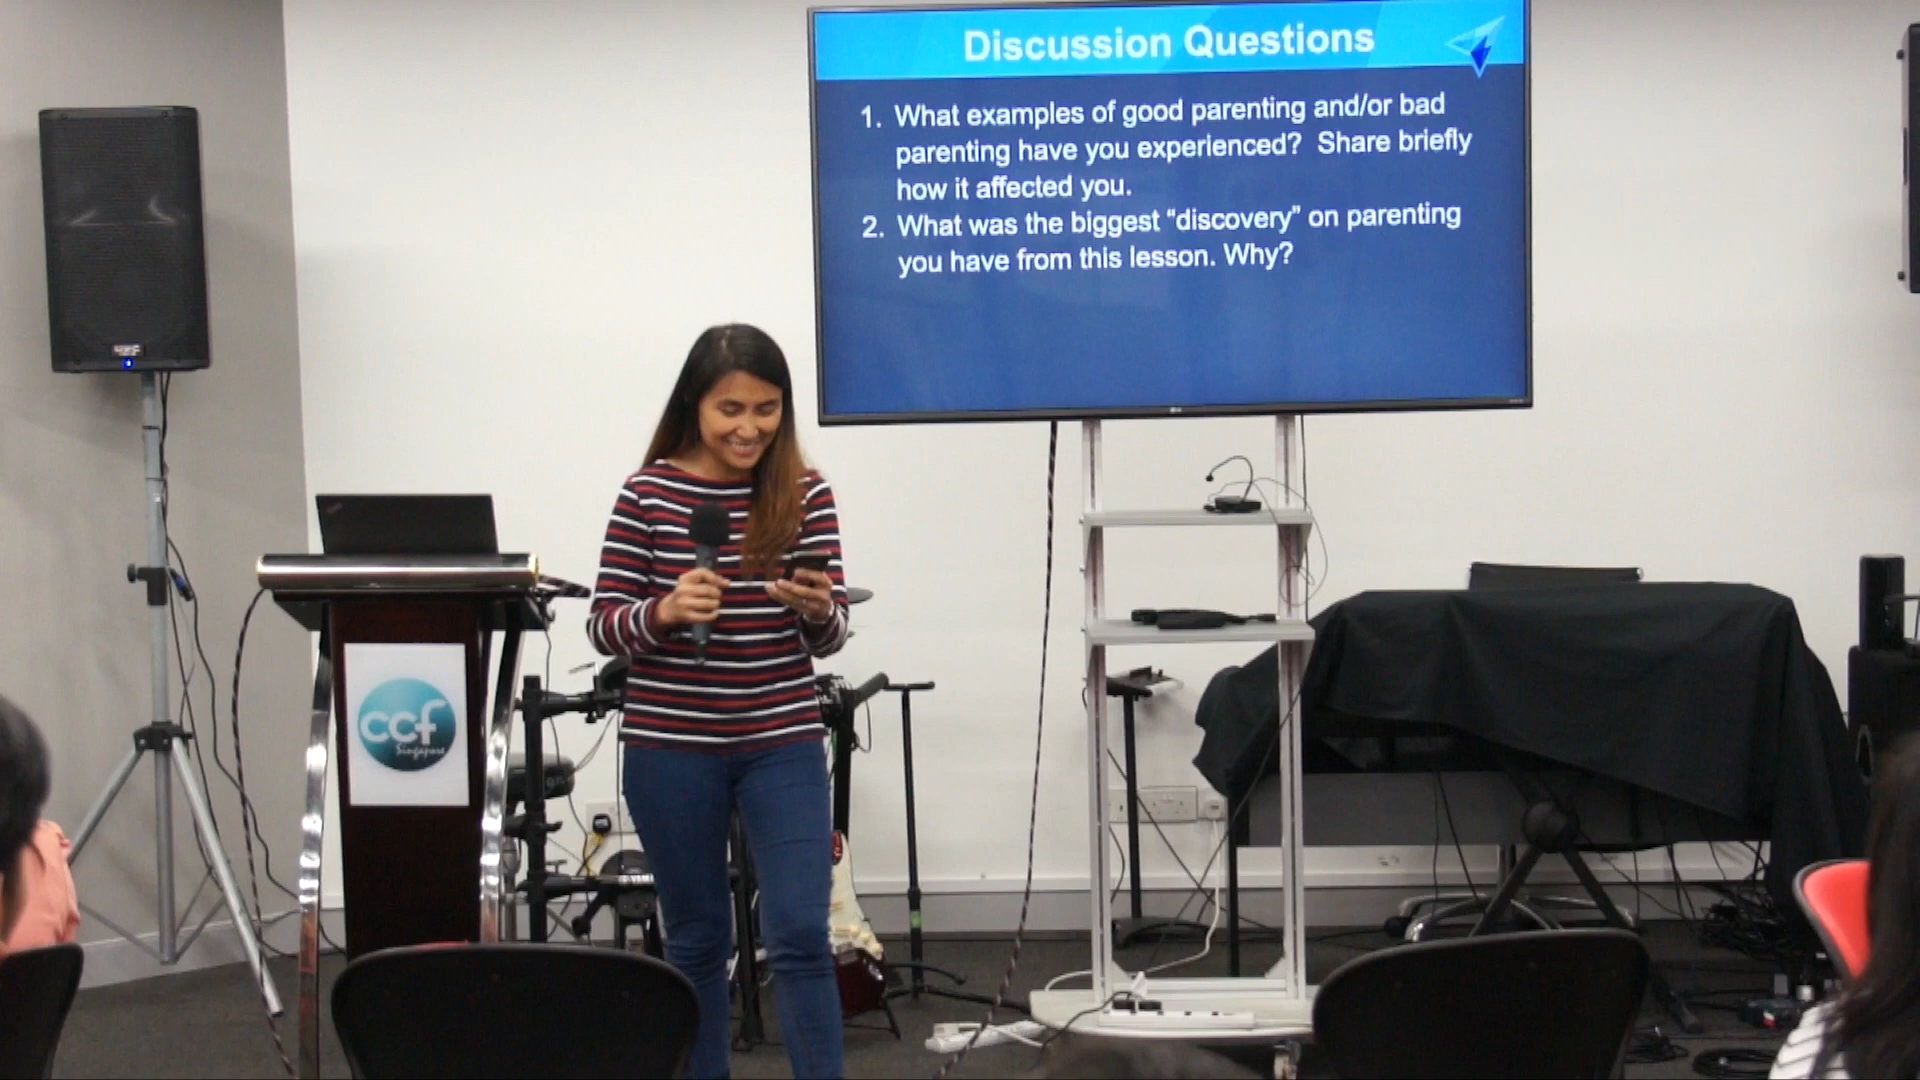 Discussion Questions
1. What examples of good parenting and/or bad
parenting have you experienced?  Share briefly
how it affected you.
2. What was the biggest “discovery” on parenting
you have from this lesson. Why?
LG
ccf
Singapore